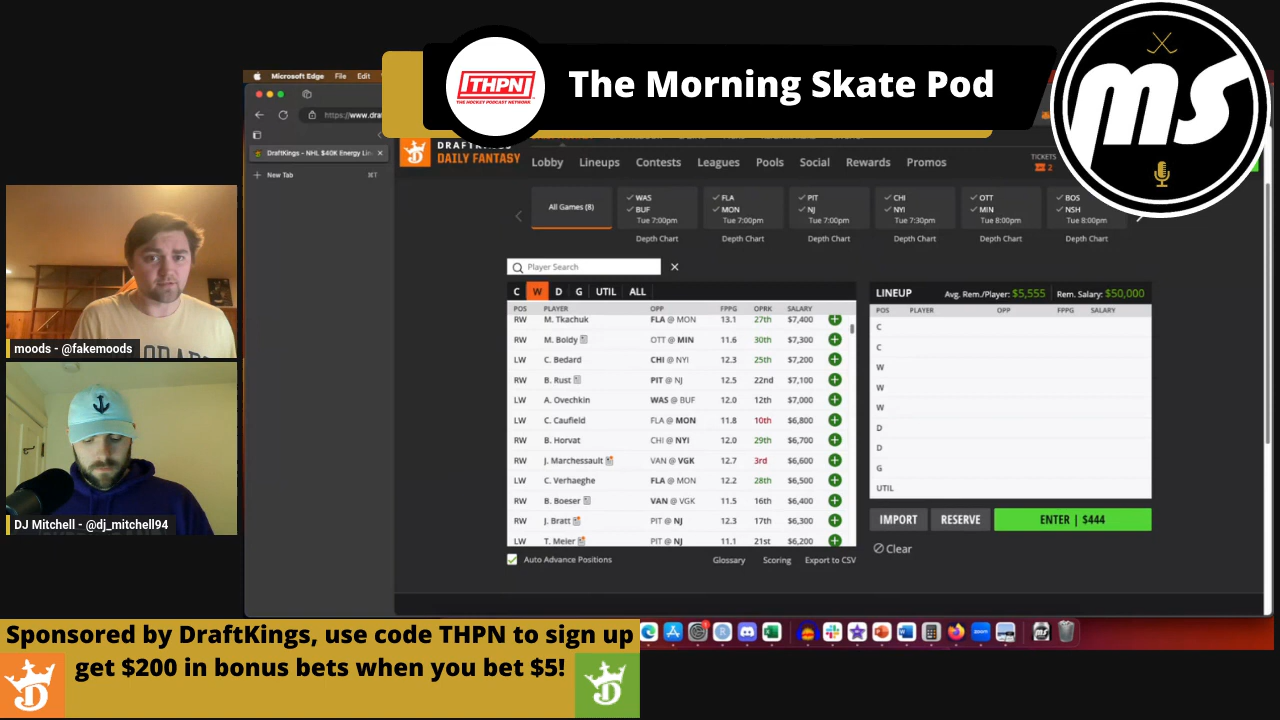 THPN
THE HOCKEY PODCAST NETWORK
The Morning Skate Pod
ms
Microsoft Edge File Edit
https://www.dra
DraftKings - NHL $40K Energy Lin
New Tab ⌘T
DRAFTKINGS
DAILY FANTASY
Lobby Lineups Contests Leagues Pools Social Rewards Promos
TICKETS
2
All Games (8)
WAS
BUF
Tue 7:00pm
Depth Chart
FLA
MON
Tue 7:00pm
Depth Chart
PIT
NJ
Tue 7:00pm
Depth Chart
CHI
NYI
Tue 7:30pm
Depth Chart
OTT
MIN
Tue 8:00pm
Depth Chart
BOS
NSH
Tue 8:00pm
Depth Chart
Player Search
C W D G UTIL ALL
POS PLAYER OPP FPPG OPRK SALARY
RW M. Tkachuk FLA @ MON 13.1 27th $7,400
RW M. Boldy OTT @ MIN 11.6 30th $7,300
LW C. Bedard CHI @ NYI 12.3 25th $7,200
RW B. Rust PIT @ NJ 12.5 22nd $7,100
LW A. Ovechkin WAS @ BUF 12.0 12th $7,000
LW C. Caufield FLA @ MON 11.8 10th $6,800
RW B. Horvat CHI @ NYI 12.0 29th $6,700
RW J. Marchessault VAN @ VGK 12.7 3rd $6,600
LW C. Verhaeghe FLA @ MON 12.2 28th $6,500
RW B. Boeser VAN @ VGK 11.5 16th $6,400
RW J. Bratt PIT @ NJ 12.3 17th $6,300
LW T. Meier PIT @ NJ 11.1 21st $6,200
Auto Advance Positions Glossary Scoring Export to CSV
LINEUP Avg. Rem./Player: $5,555 Rem. Salary: $50,000
POS PLAYER OPP FPPG SALARY
C
C
W
W
W
D
D
G
UTIL
IMPORT RESERVE ENTER | $444
Clear
moods - @fakemoods
DJ Mitchell - @dj_mitchell94
Sponsored by DraftKings, use code THPN to sign up
get $200 in bonus bets when you bet $5!